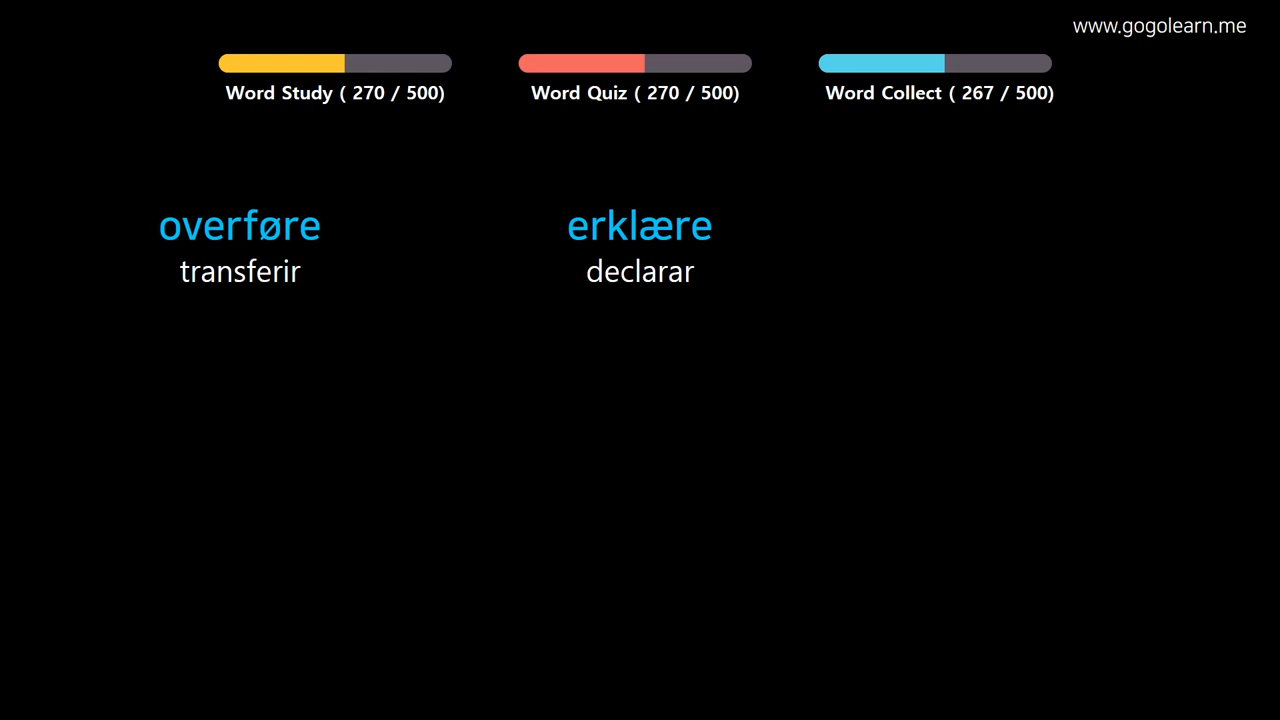 www.gogolearn.me
Word Study ( 270 / 500)
Word Quiz ( 270 / 500)
Word Collect ( 267 / 500)
overføre
transferir
erklære
declarar